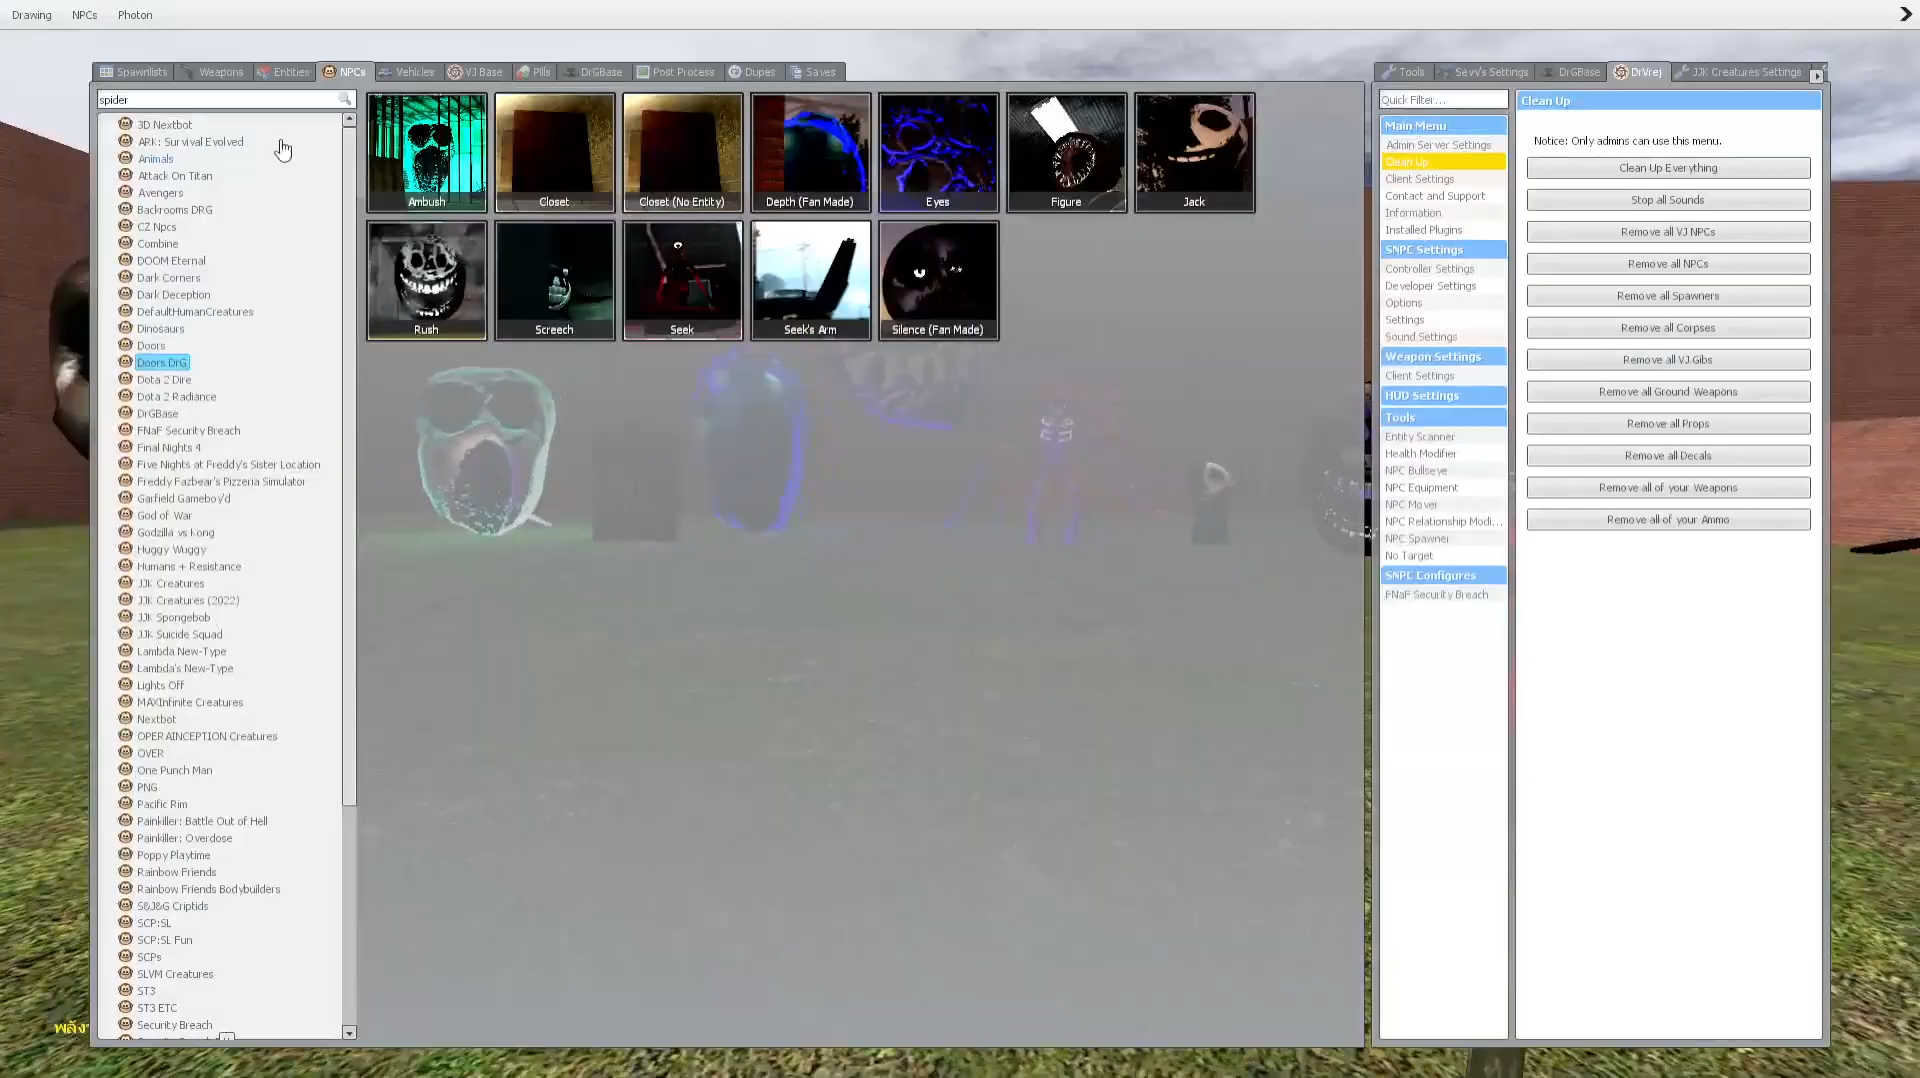 Drawing NPCs Photon
Spawnlists Weapons Entities NPCs Vehicles VJ Base Pills DrGBase Post Process Dupes Saves
spider
3D Nextbot
ARK: Survival Evolved
Animals
Attack On Titan
Avengers
Backrooms DRG
CZ Npcs
Combine
DOOM Eternal
Dark Corners
Dark Deception
DefaultHumanCreatures
Dinosaurs
Doors
Doors DrG
Dota 2 Dire
Dota 2 Radiance
DrGBase
FNaF Security Breach
Final Nights 4
Five Nights at Freddy's Sister Location
Freddy Fazbear's Pizzeria Simulator
Garfield Gameboy'd
God of War
Godzilla vs Kong
Huggy Wuggy
Humans + Resistance
JJK Creatures
JJK Creatures (2022)
JJK Spongebob
JJK Suicide Squad
Lambda New-Type
Lambda's New-Type
Lights Off
MAXInfinite Creatures
Nextbot
OPERAINCEPTION Creatures
OVER
One Punch Man
PNG
Pacific Rim
Painkiller: Battle Out of Hell
Painkiller: Overdose
Poppy Playtime
Rainbow Friends
Rainbow Friends Bodybuilders
S&J&G Criptids
SCP:SL
SCP:SL Fun
SCPs
SLVM Creatures
ST3
ST3 ETC
Security Breach
Ambush Closet Closet (No Entity) Depth (Fan Made) Eyes Figure Jack
Rush Screech Seek Seek's Arm Silence (Fan Made)
Tools Sevv's Settings DrGBase DrVrej JJK Creatures Settings
Quick Filter...
Main Menu
Admin Server Settings
Clean Up
Client Settings
Contact and Support
Information
Installed Plugins
SNPC Settings
Controller Settings
Developer Settings
Options
Settings
Sound Settings
Weapon Settings
Client Settings
HUD Settings
Tools
Entity Scanner
Health Modifier
NPC Bullseye
NPC Equipment
NPC Mover
NPC Relationship Modi...
NPC Spawner
No Target
SNPC Configures
FNaF Security Breach
Clean Up
Notice: Only admins can use this menu.
Clean Up Everything
Stop all Sounds
Remove all VJ NPCs
Remove all NPCs
Remove all Spawners
Remove all Corpses
Remove all VJ Gibs
Remove all Ground Weapons
Remove all Props
Remove all Decals
Remove all of your Weapons
Remove all of your Ammo